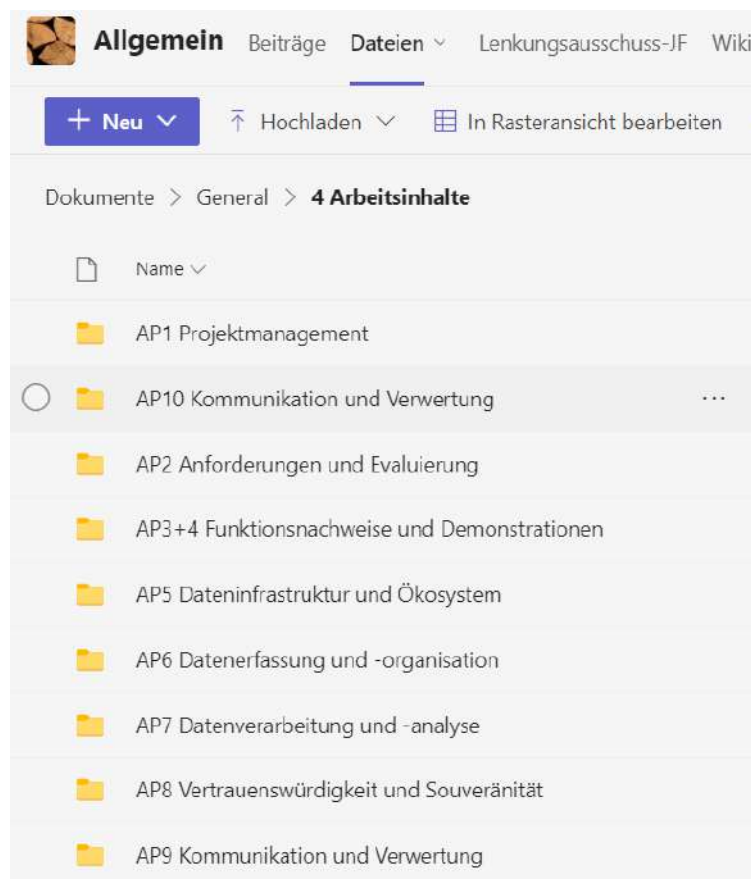 Allgemein Beiträge Dateien Lenkungsausschuss-JF Wiki
+ Neu Hochladen In Rasteransicht bearbeiten
Dokumente > General > 4 Arbeitsinhalte
Name
AP1 Projektmanagement
AP10 Kommunikation und Verwertung ...
AP2 Anforderungen und Evaluierung
AP3+4 Funktionsnachweise und Demonstrationen
AP5 Dateninfrastruktur und Ökosystem
AP6 Datenerfassung und -organisation
AP7 Datenverarbeitung und -analyse
AP8 Vertrauenswürdigkeit und Souveränität
AP9 Kommunikation und Verwertung